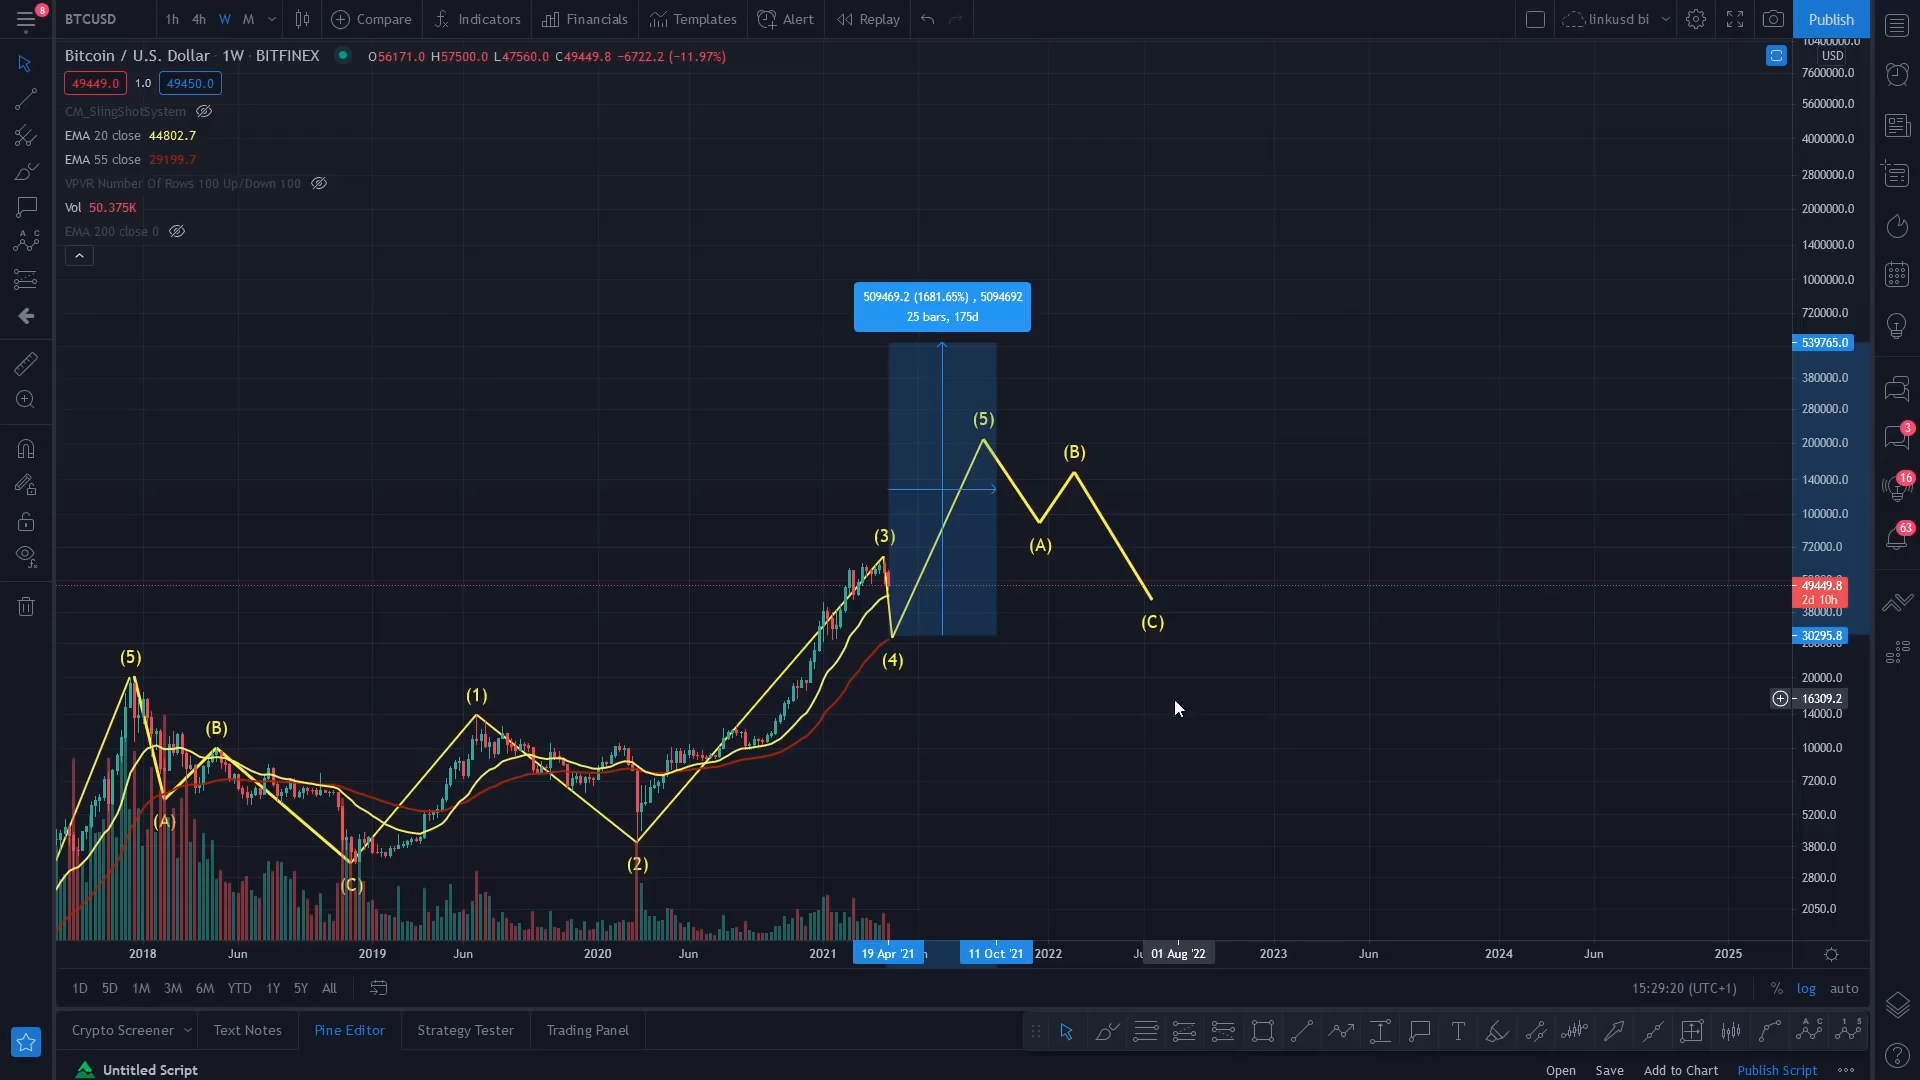 8
BTCUSD
1h 4h W M
Compare
Indicators
Financials
Templates
Alert
Replay
linkusd bi
Publish
Bitcoin / U.S. Dollar · 1W · BITFINEX
O56171.0 H57500.0 L47560.0 C49449.8 −6722.2 (−11.97%)
49449.0 1.0 49450.0
CM_SlingShotSystem
EMA 20 close 44802.7
EMA 55 close 29199.7
VPVR Number Of Rows 100 Up/Down 100
Vol 50.375K
EMA 200 close 0
509469.2 (1681.65%) , 5094692
25 bars, 175d
(5)
(A)
(B)
(C)
(1)
(2)
(3)
(4)
(5)
(A)
(B)
(C)
10400000.0
USD
7600000.0
5600000.0
4000000.0
2800000.0
2000000.0
1400000.0
1000000.0
720000.0
539765.0
380000.0
280000.0
200000.0
140000.0
100000.0
72000.0
49449.8
2d 10h
38000.0
30295.8
20000.0
16309.2
14000.0
10000.0
7200.0
5200.0
3800.0
2800.0
2050.0
2018 Jun 2019 Jun 2020 Jun 2021 19 Apr '21 11 Oct '21 2022 01 Aug '22 2023 Jun 2024 Jun 2025
1D 5D 1M 3M 6M YTD 1Y 5Y All
15:29:20 (UTC+1) % log auto
Crypto Screener Text Notes Pine Editor Strategy Tester Trading Panel
Untitled Script
Open Save Add to Chart Publish Script
3
16
63